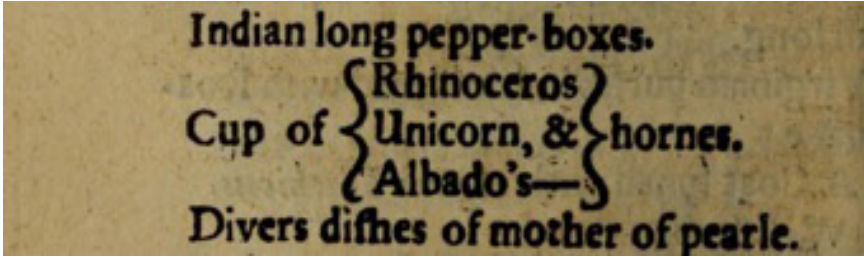 Indian long pepper-boxes.
Rhinoceros
Cup of { Unicorn, & } hornes.
Albado's—
Divers diſhes of mother of pearle.